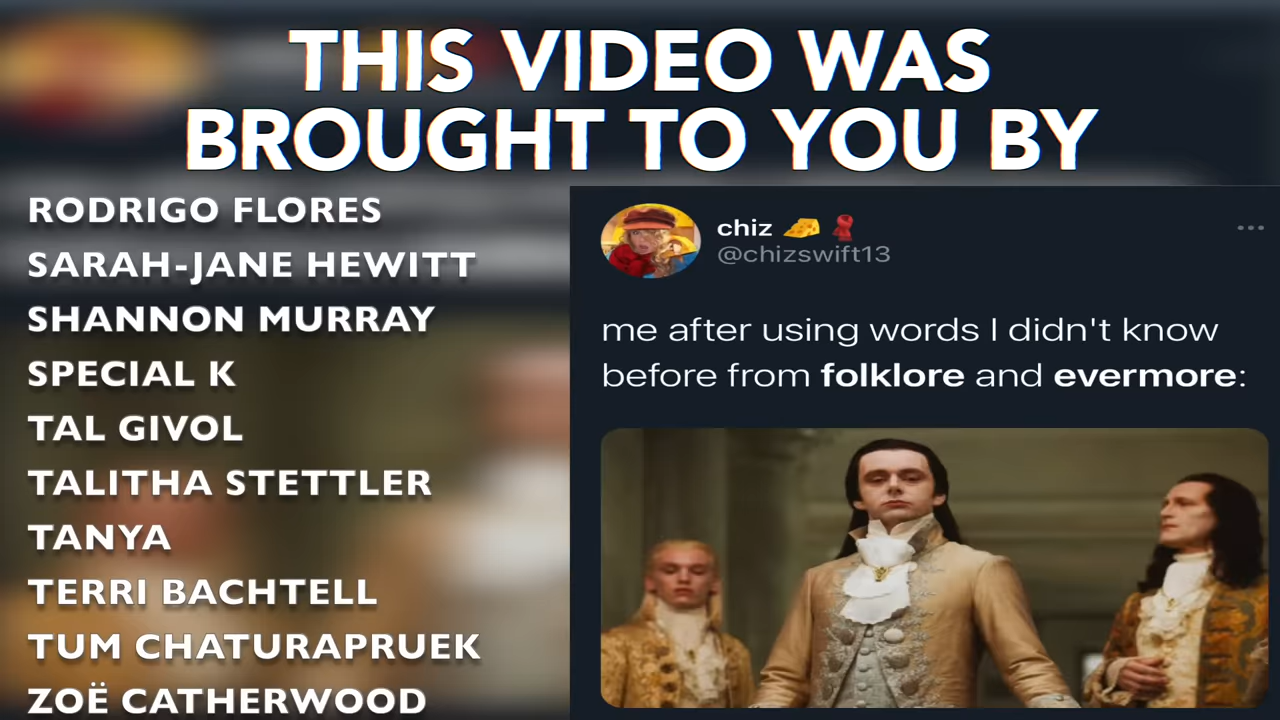 THIS VIDEO WAS
BROUGHT TO YOU BY
RODRIGO FLORES
SARAH-JANE HEWITT
SHANNON MURRAY
SPECIAL K
TAL GIVOL
TALITHA STETTLER
TANYA
TERRI BACHTELL
TUM CHATURAPRUEK
ZOË CATHERWOOD
chiz 🧀🧣
@chizswift13
me after using words I didn't know
before from folklore and evermore: